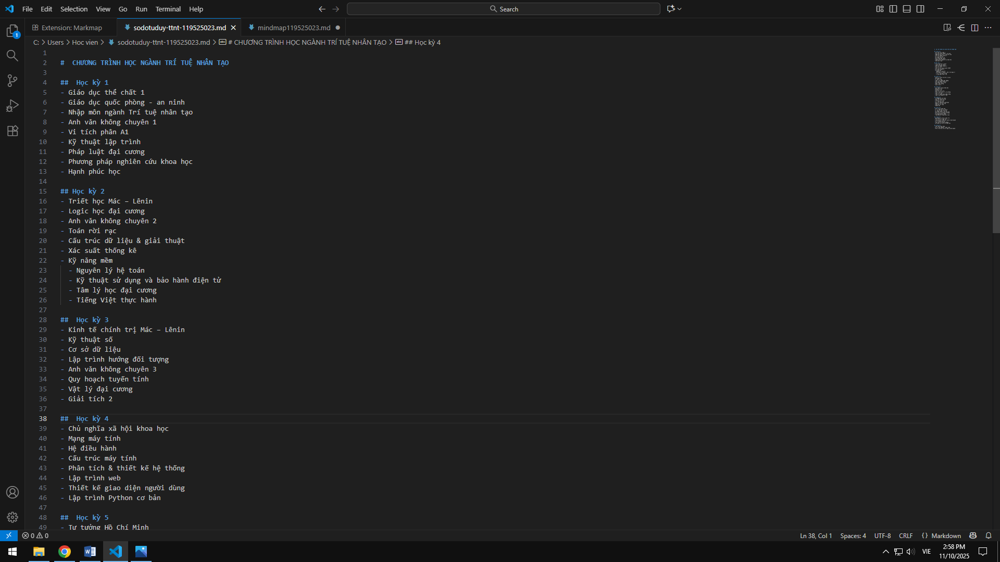 File Edit Selection View Go Run Terminal Help
Search
Extension: Markmap
sodotuduy-ttnt-119525023.md
mindmap119525023.md
C: > Users > Hoc vien > sodotuduy-ttnt-119525023.md > # CHƯƠNG TRÌNH HỌC NGÀNH TRÍ TUỆ NHÂN TẠO > ## Học kỳ 4
1
2 # CHƯƠNG TRÌNH HỌC NGÀNH TRÍ TUỆ NHÂN TẠO
3
4 ## Học kỳ 1
5 - Giáo dục thể chất 1
6 - Giáo dục quốc phòng - an ninh
7 - Nhập môn ngành Trí tuệ nhân tạo
8 - Anh văn không chuyên 1
9 - Vi tích phân A1
10 - Kỹ thuật lập trình
11 - Pháp luật đại cương
12 - Phương pháp nghiên cứu khoa học
13 - Hạnh phúc học
14
15 ## Học kỳ 2
16 - Triết học Mác – Lênin
17 - Logic học đại cương
18 - Anh văn không chuyên 2
19 - Toán rời rạc
20 - Cấu trúc dữ liệu & giải thuật
21 - Xác suất thống kê
22 - Kỹ năng mềm
23 - Nguyên lý hệ toán
24 - Kỹ thuật sử dụng và bảo hành điện tử
25 - Tâm lý học đại cương
26 - Tiếng Việt thực hành
27
28 ## Học kỳ 3
29 - Kinh tế chính trị Mác – Lênin
30 - Kỹ thuật số
31 - Cơ sở dữ liệu
32 - Lập trình hướng đối tượng
33 - Anh văn không chuyên 3
34 - Quy hoạch tuyến tính
35 - Vật lý đại cương
36 - Giải tích 2
37
38 ## Học kỳ 4
39 - Chủ nghĩa xã hội khoa học
40 - Mạng máy tính
41 - Hệ điều hành
42 - Cấu trúc máy tính
43 - Phân tích & thiết kế hệ thống
44 - Lập trình web
45 - Thiết kế giao diện người dùng
46 - Lập trình Python cơ bản
47
48 ## Học kỳ 5
49 - Tư tưởng Hồ Chí Minh
1
0 0
Ln 38, Col 1 Spaces: 4 UTF-8 CRLF {} Markdown
VIE
2:58 PM
11/10/2025